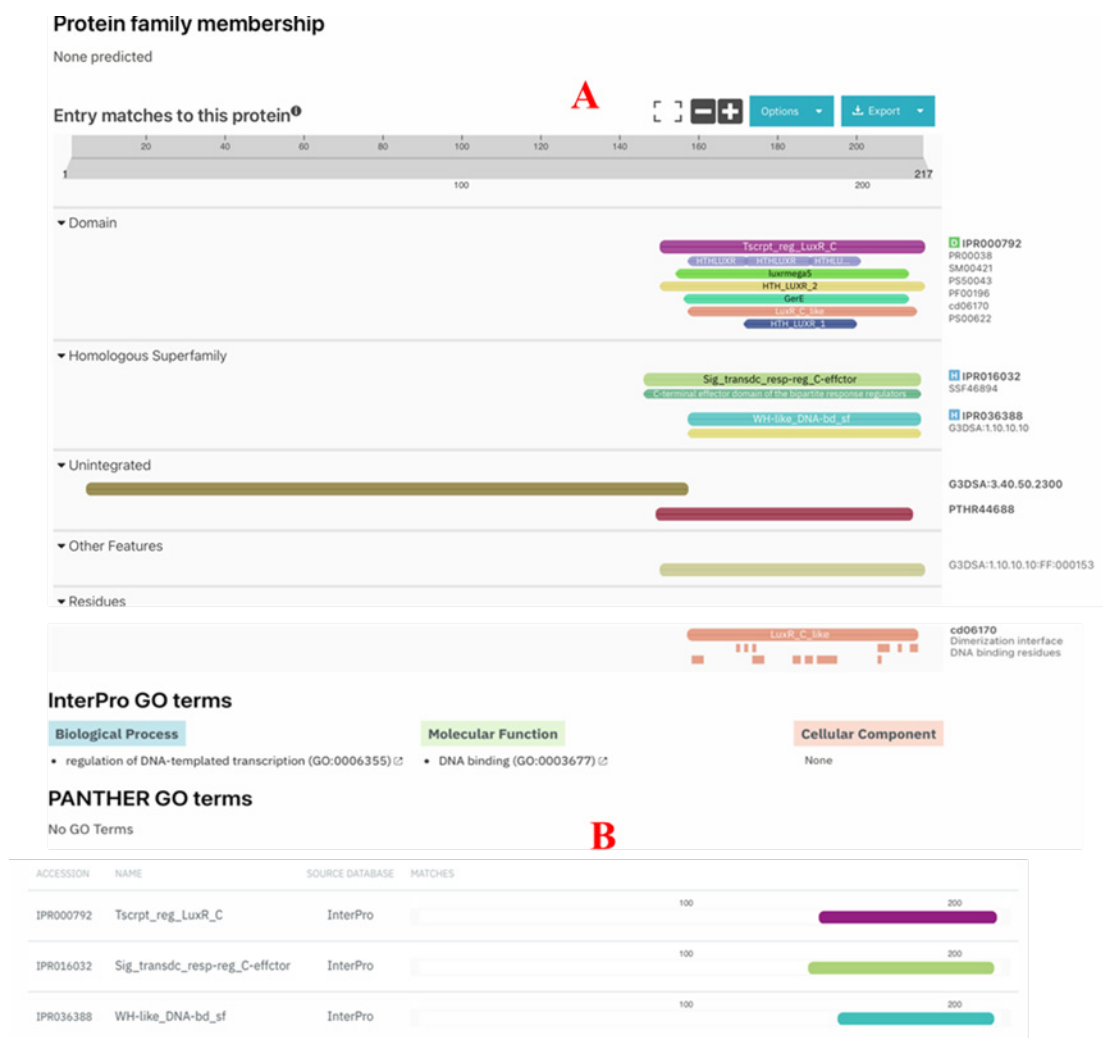 Protein family membership
None predicted
A
Entry matches to this protein
Options
Export
20 40 60 80 100 120 140 160 180 200
1 217
100 200
Domain
Tscrpt_reg_LuxR_C
HTHLUXR HTHLUXR HTHLU...
luxrmega5
HTH_LUXR_2
GerE
LuxR_C_like
HTH_LUXR_1
D IPR000792
PR00038
SM00421
PS50043
PF00196
cd06170
PS00622
Homologous Superfamily
Sig_transdc_resp-reg_C-effctor
C-terminal effector domain of the bipartite response regulators
WH-like_DNA-bd_sf
H IPR016032
SSF46894
H IPR036388
G3DSA:1.10.10.10
Unintegrated
G3DSA:3.40.50.2300
PTHR44688
Other Features
G3DSA:1.10.10.10:FF:000153
Residues
LuxR_C_like
cd06170
Dimerization interface
DNA binding residues
InterPro GO terms
Biological Process Molecular Function Cellular Component
• regulation of DNA-templated transcription (GO:0006355) • DNA binding (GO:0003677) None
PANTHER GO terms
No GO Terms
B
ACCESSION NAME SOURCE DATABASE MATCHES
100 200
IPR000792 Tscrpt_reg_LuxR_C InterPro
100 200
IPR016032 Sig_transdc_resp-reg_C-effctor InterPro
100 200
IPR036388 WH-like_DNA-bd_sf InterPro